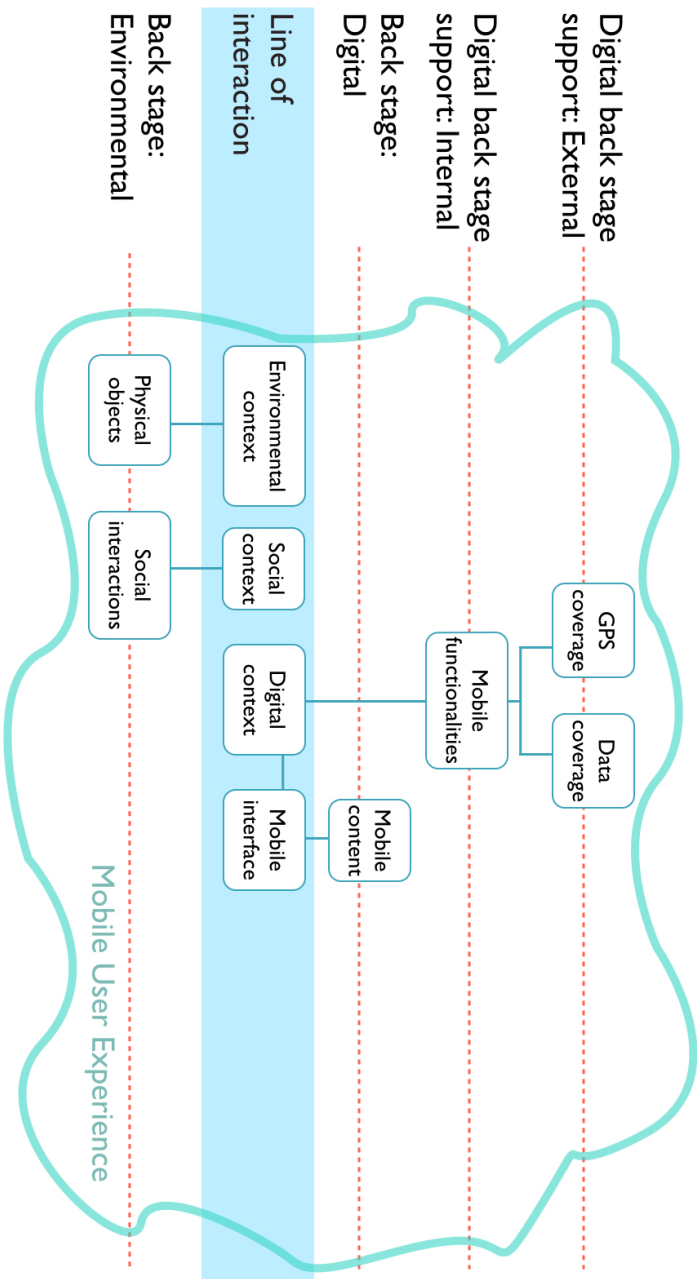 Digital back stage
support: External
GPS
coverage
Data
coverage
Digital back stage
support: Internal
Mobile
functionalities
Back stage:
Digital
Mobile
content
Line of
interaction
Environmental
context
Social
context
Digital
context
Mobile
interface
Back stage:
Environmental
Physical
objects
Social
interactions
Mobile User Experience